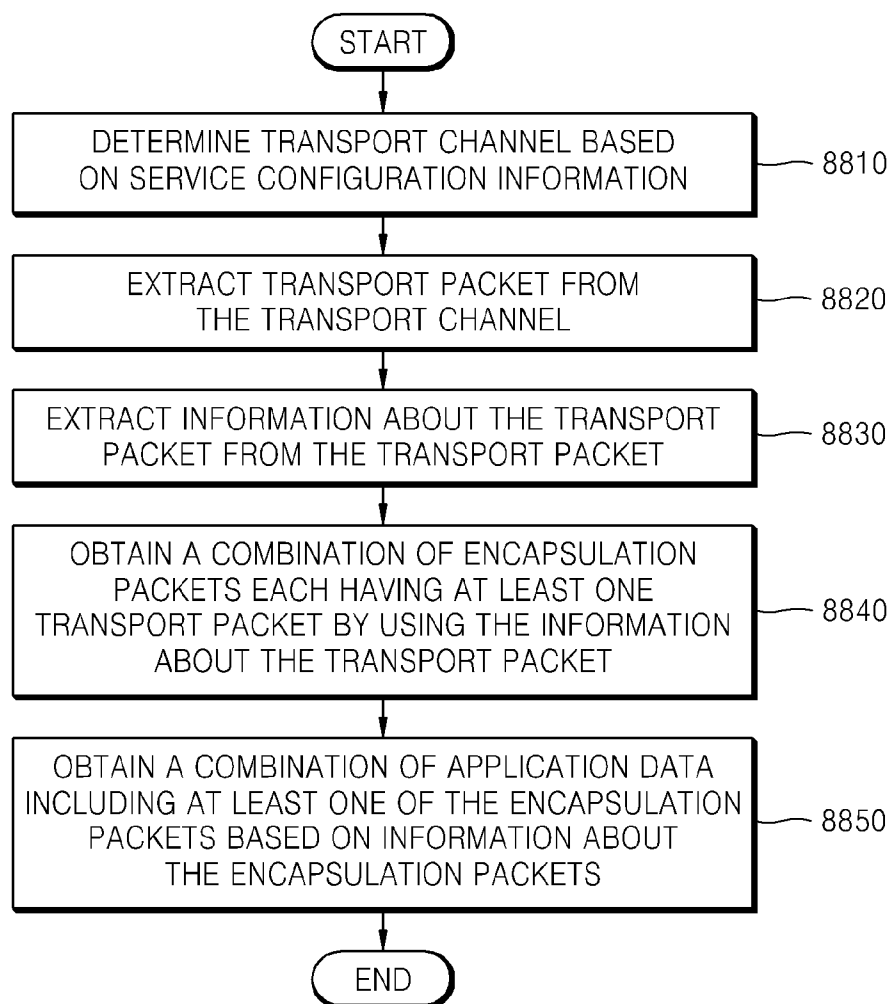 START
DETERMINE TRANSPORT CHANNEL BASED
ON SERVICE CONFIGURATION INFORMATION
8810
EXTRACT TRANSPORT PACKET FROM
THE TRANSPORT CHANNEL
8820
EXTRACT INFORMATION ABOUT THE TRANSPORT
PACKET FROM THE TRANSPORT PACKET
8830
OBTAIN A COMBINATION OF ENCAPSULATION
PACKETS EACH HAVING AT LEAST ONE
TRANSPORT PACKET BY USING THE INFORMATION
ABOUT THE TRANSPORT PACKET
8840
OBTAIN A COMBINATION OF APPLICATION DATA
INCLUDING AT LEAST ONE OF THE ENCAPSULATION
PACKETS BASED ON INFORMATION ABOUT
THE ENCAPSULATION PACKETS
8850
END